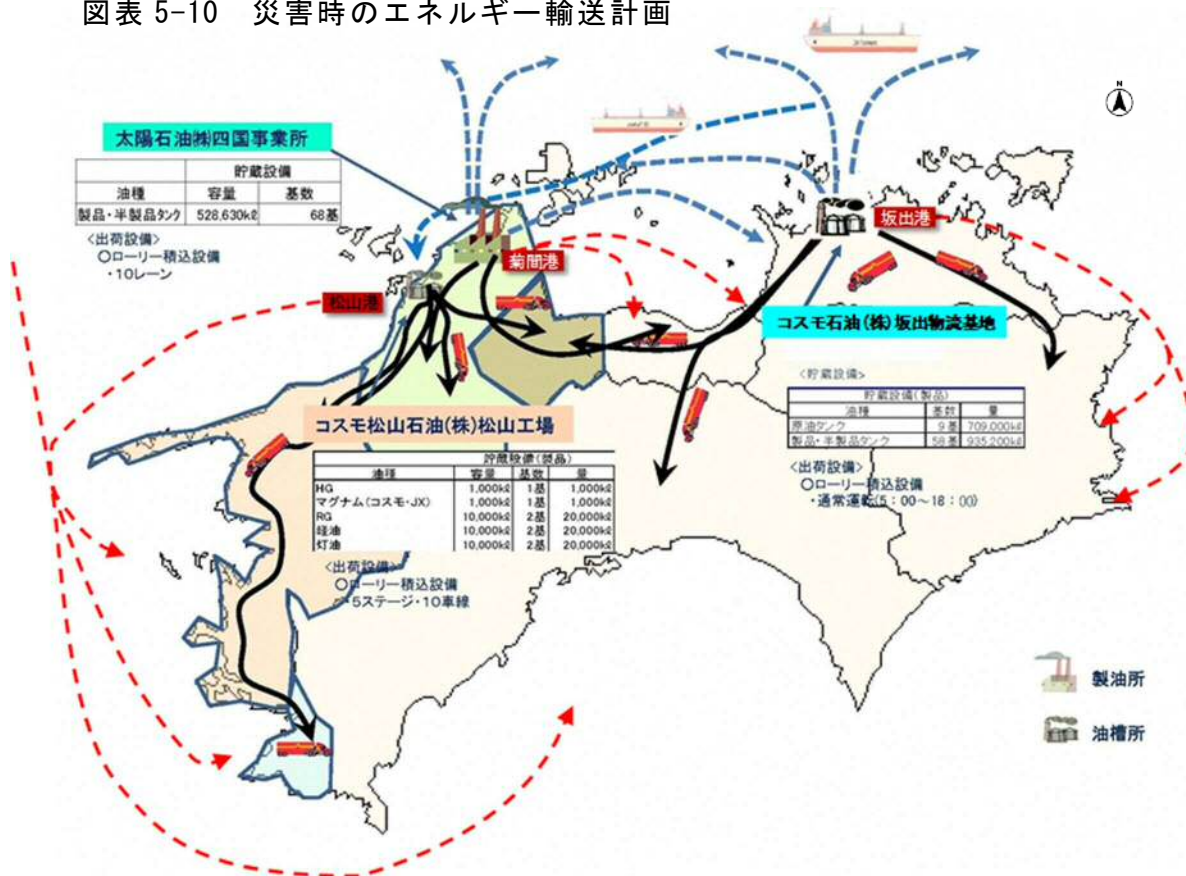 図表 5-10 災害時のエネルギー輸送計画
N
太陽石油㈱四国事業所
貯蔵設備
油種 容量 基数
製品・半製品タンク 528,630kℓ 68基
<出荷設備>
○ローリー積込設備
・10レーン
菊間港
松山港
坂出港
コスモ石油(株)坂出物流基地
<貯蔵設備>
貯蔵設備(製品)
油種 基数 量
原油タンク 9基 709,000kℓ
製品・半製品タンク 58基 935,200kℓ
<出荷設備>
○ローリー積込設備
・通常運転(5:00～18:00)
コスモ松山石油(株)松山工場
貯蔵設備(製品)
油種 容量 基数 量
HG 1,000kℓ 1基 1,000kℓ
マグナム(コスモ・JX) 1,000kℓ 1基 1,000kℓ
RG 10,000kℓ 2基 20,000kℓ
軽油 10,000kℓ 2基 20,000kℓ
灯油 10,000kℓ 2基 20,000kℓ
<出荷設備>
○ローリー積込設備
・5ステージ・10車線
製油所
油槽所